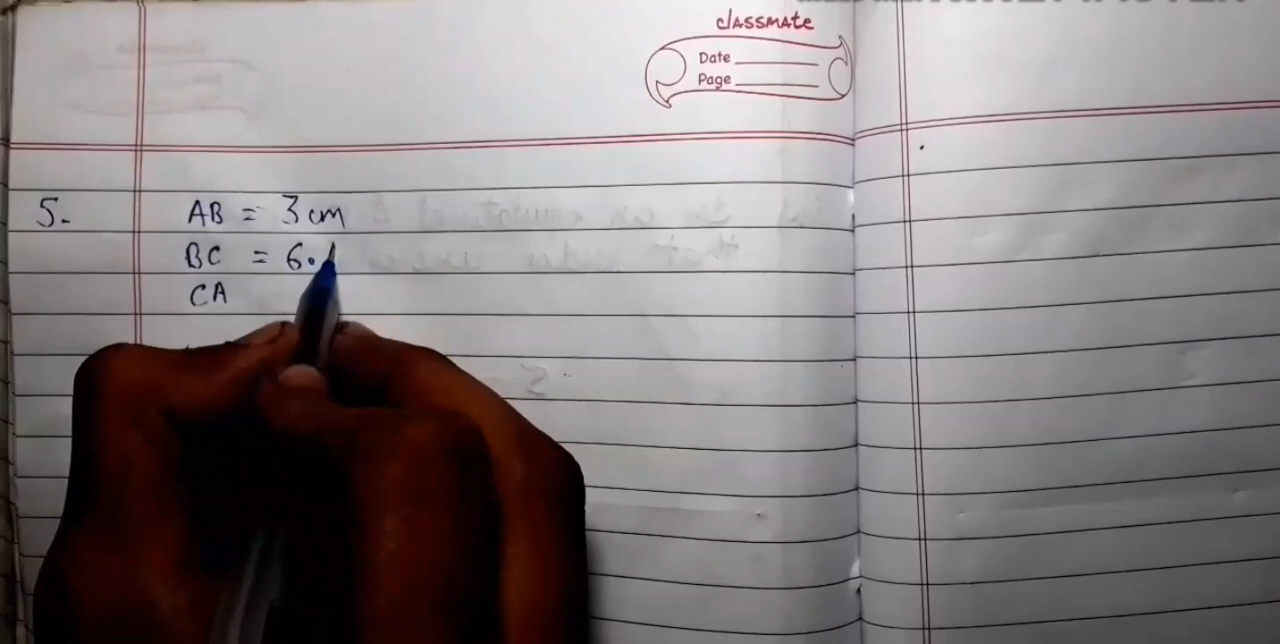 classmate
Date
Page
5. AB = 3 cm
BC = 6.
CA